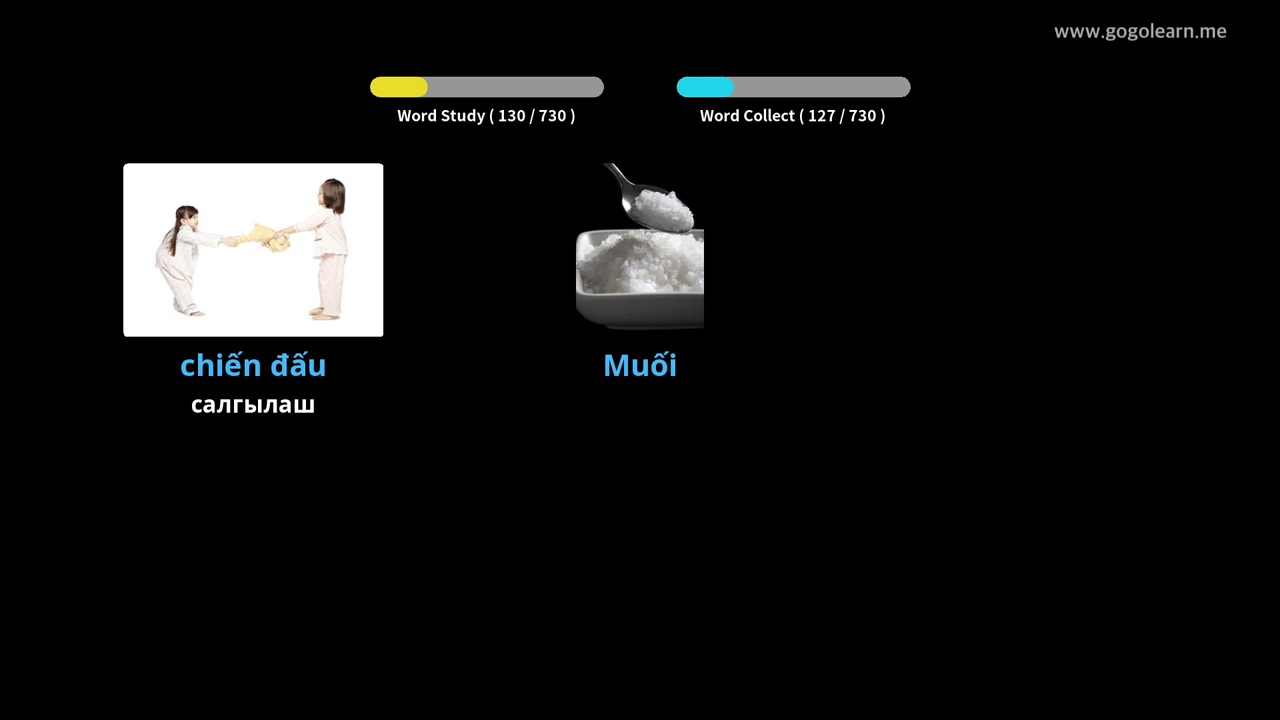 www.gogolearn.me
Word Study ( 130 / 730 )
Word Collect ( 127 / 730 )
chiến đấu
салгылаш
Muối